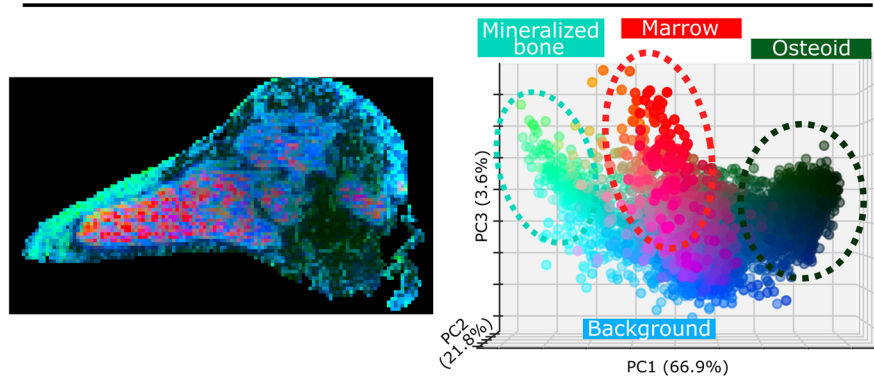 Mineralized
bone
Marrow
Osteoid
PC3 (3.6%)
Background
PC2
(21.8%)
PC1 (66.9%)